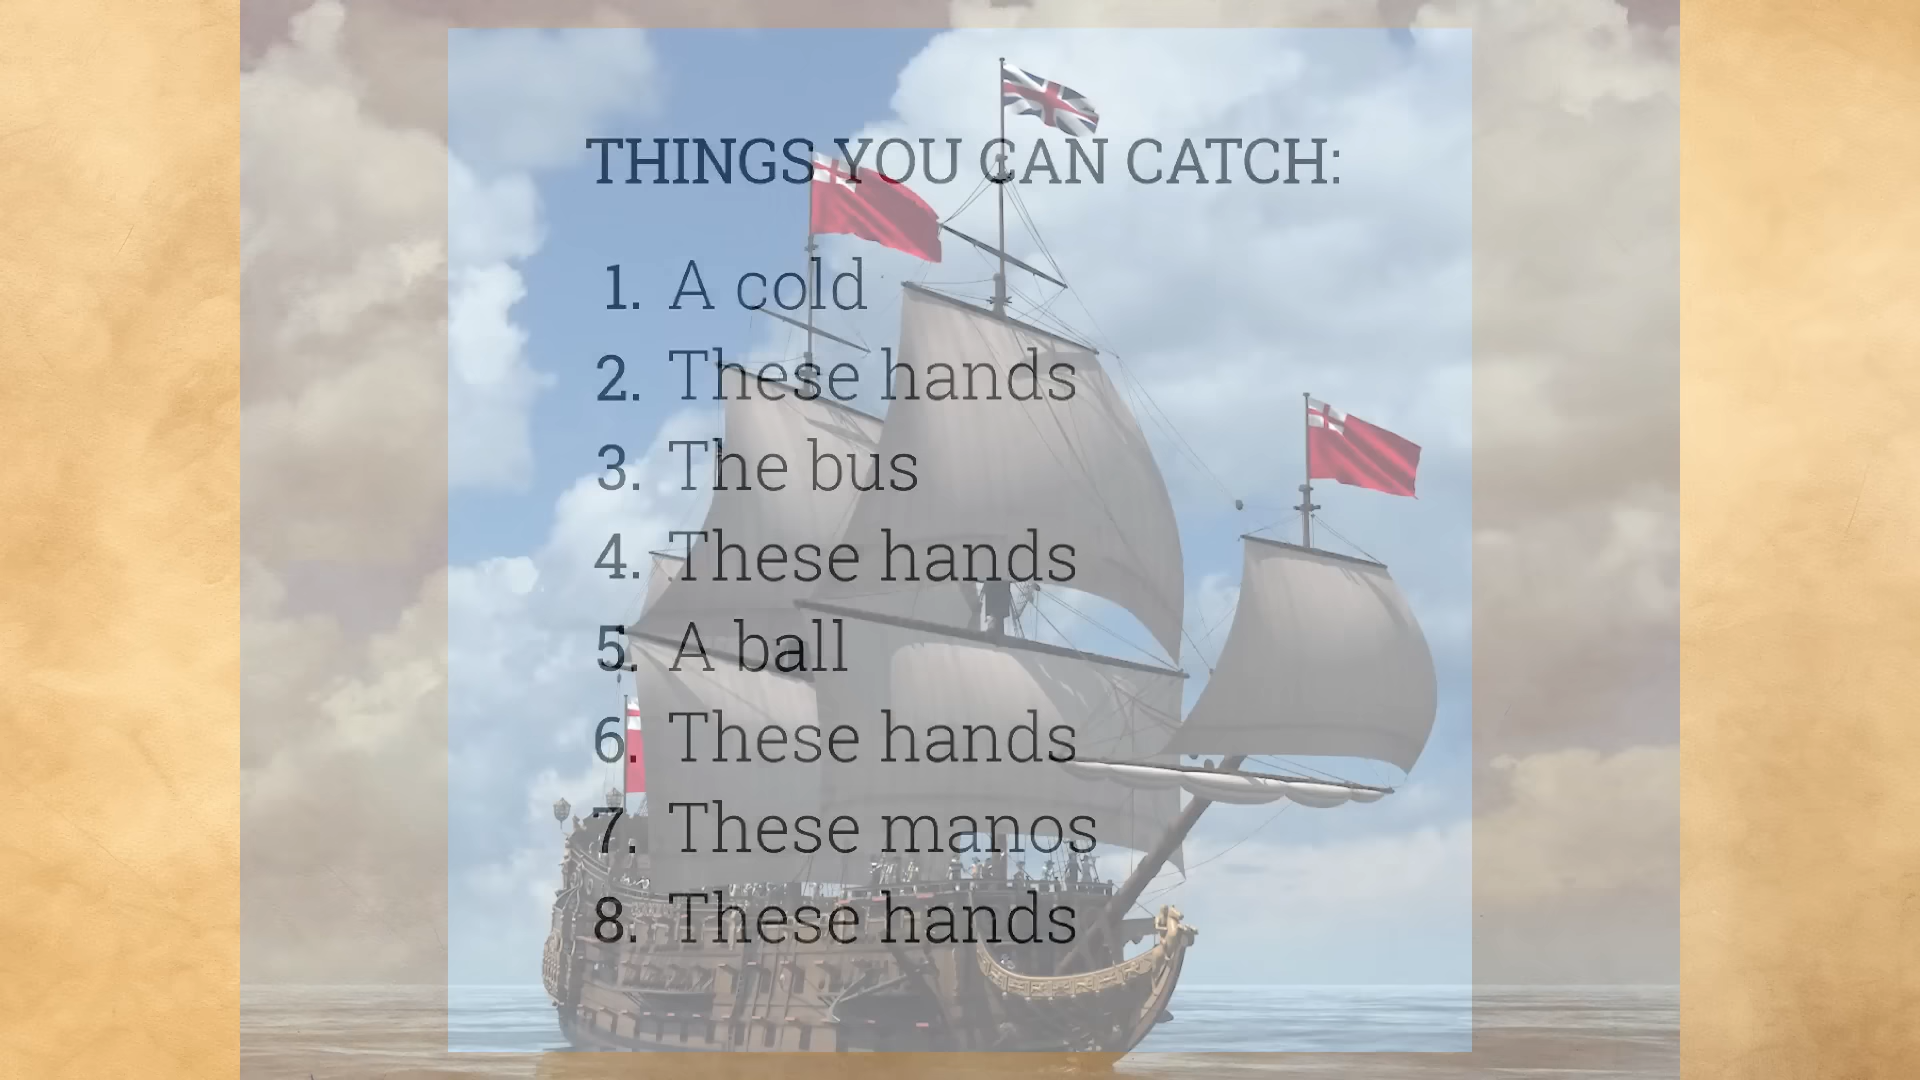 THINGS YOU CAN CATCH:
1. A cold
2. These hands
3. The bus
4. These hands
5. A ball
6. These hands
7. These manos
8. These hands